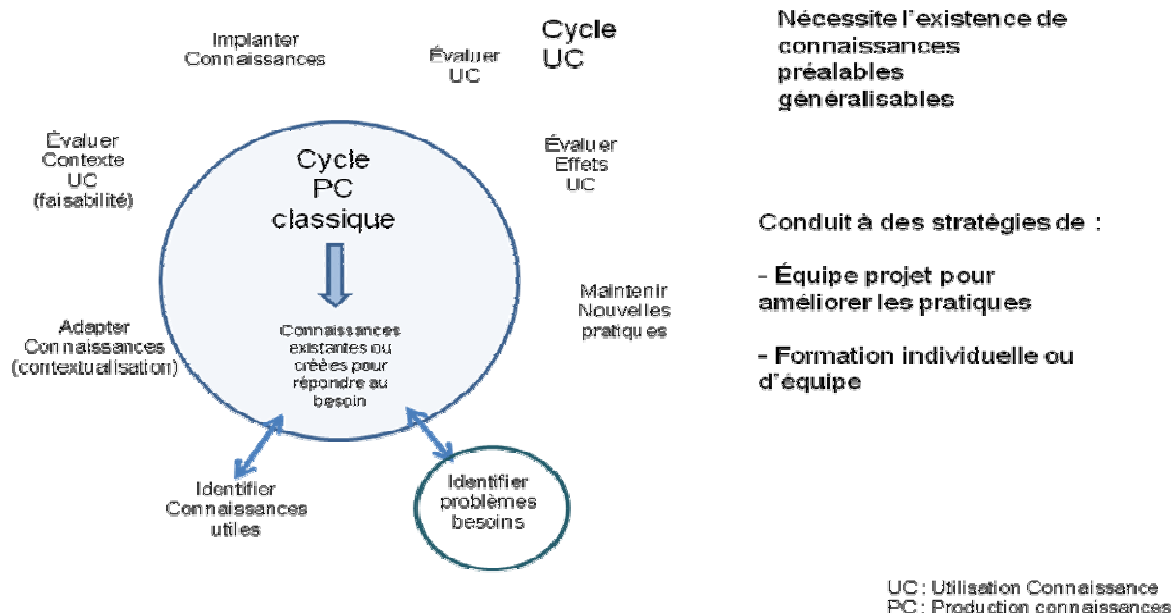 Implanter
Connaissances
Évaluer
UC
Cycle
UC
Nécessite l'existence de
connaissances
préalables
généralisables
Évaluer
Contexte
UC
(faisabilité)
Cycle
PC
classique
Évaluer
Effets
UC
Conduit à des stratégies de :
- Équipe projet pour
améliorer les pratiques
- Formation individuelle ou
d'équipe
Maintenir
Nouvelles
pratiques
Adapter
Connaissances
(contextualisation)
Connaissances
existantes ou
créées pour
répondre au
besoin
Identifier
Connaissances
utiles
Identifier
problèmes
besoins
UC : Utilisation Connaissance
PC : Production connaissances